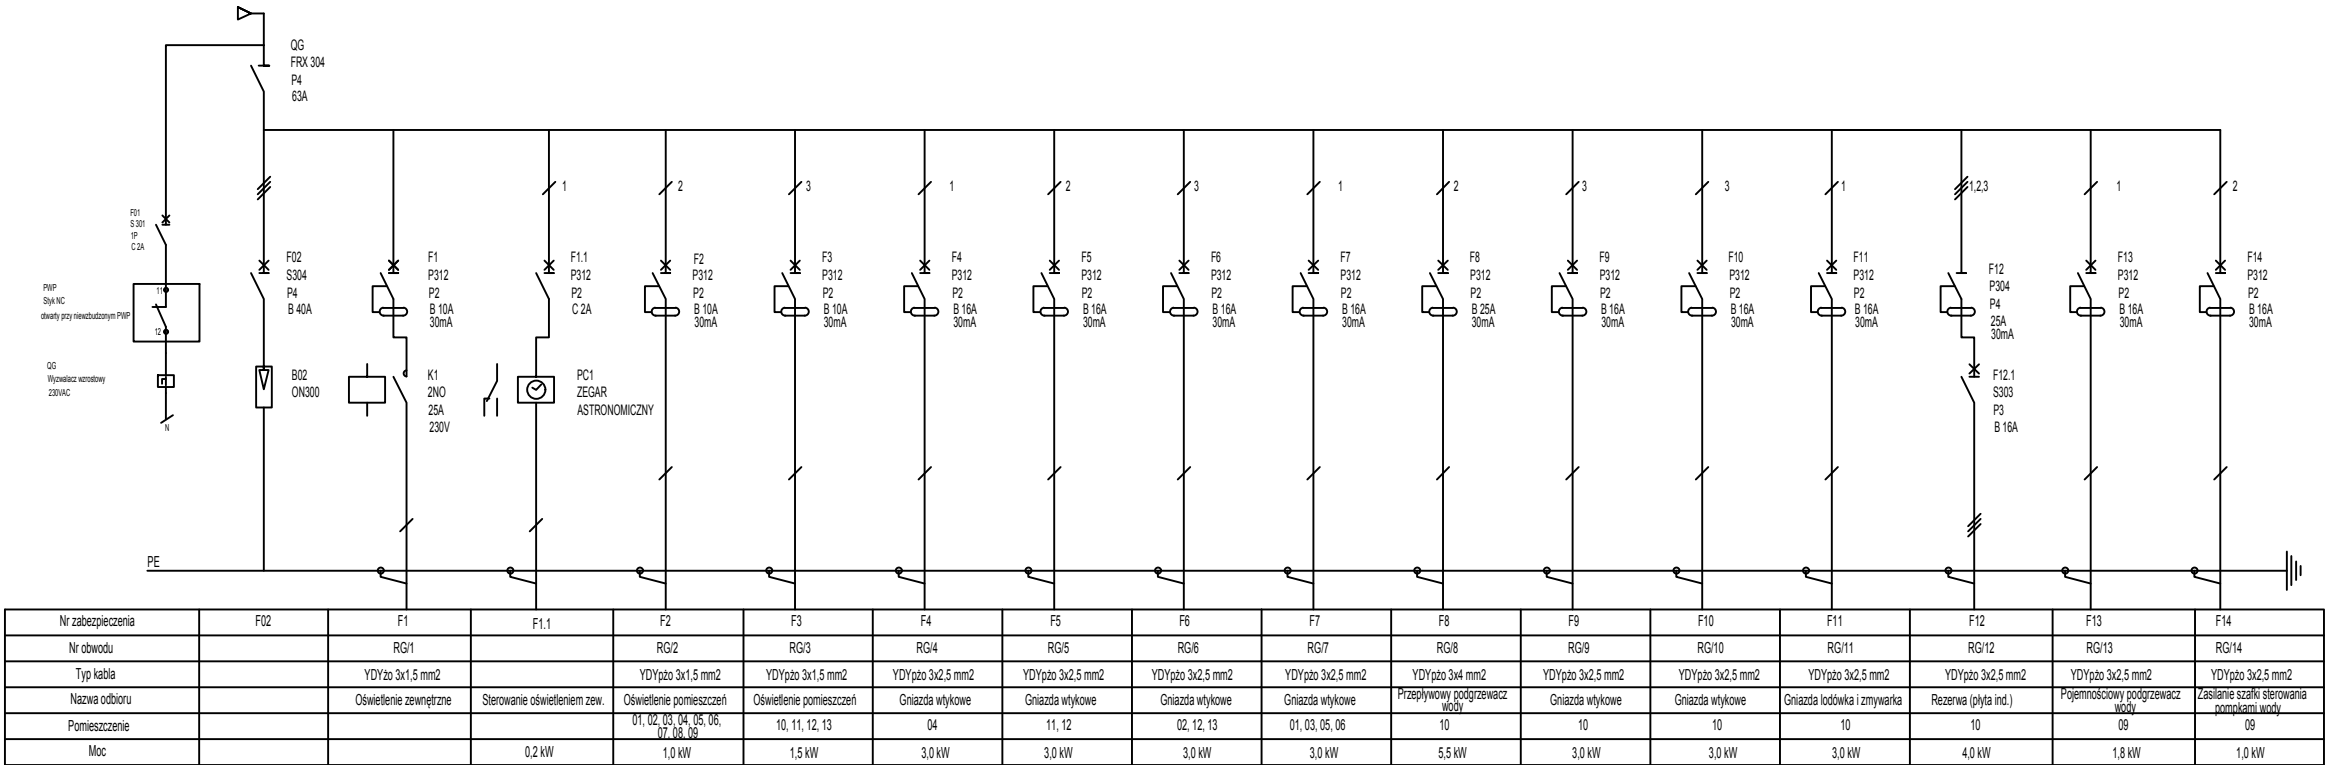 QG
FRX 304
P4
63A
1
2
3
1
2
3
1
2
3
3
1
1,2,3
1
2
F01
S 301
1P
C 2A
F02
S304
P4
B 40A
F1
P312
P2
B 10A
30mA
F1.1
P312
P2
C 2A
F2
P312
P2
B 10A
30mA
F3
P312
P2
B 10A
30mA
F4
P312
P2
B 16A
30mA
F5
P312
P2
B 16A
30mA
F6
P312
P2
B 16A
30mA
F7
P312
P2
B 16A
30mA
F8
P312
P2
B 25A
30mA
F9
P312
P2
B 16A
30mA
F10
P312
P2
B 16A
30mA
F11
P312
P2
B 16A
30mA
F12
P304
P4
25A
30mA
F13
P312
P2
B 16A
30mA
F14
P312
P2
B 16A
30mA
PWP
Styk NC
otwarty przy niewzbudzonym PWP
11
12
QG
Wyzwalacz wzrostowy
230VAC
N
B02
ON300
K1
2NO
25A
230V
PC1
ZEGAR
ASTRONOMICZNY
F12.1
S303
P3
B 16A
PE
Nr zabezpieczenia F02 F1 F1.1 F2 F3 F4 F5 F6 F7 F8 F9 F10 F11 F12 F13 F14
Nr obwodu RG/1 RG/2 RG/3 RG/4 RG/5 RG/6 RG/7 RG/8 RG/9 RG/10 RG/11 RG/12 RG/13 RG/14
Typ kabla YDYpżo 3x1,5 mm2 YDYpżo 3x1,5 mm2 YDYpżo 3x1,5 mm2 YDYpżo 3x2,5 mm2 YDYpżo 3x2,5 mm2 YDYpżo 3x2,5 mm2 YDYpżo 3x2,5 mm2 YDYpżo 3x4 mm2 YDYpżo 3x2,5 mm2 YDYpżo 3x2,5 mm2 YDYpżo 3x2,5 mm2 YDYpżo 3x2,5 mm2 YDYpżo 3x2,5 mm2 YDYpżo 3x2,5 mm2
Nazwa odbioru Oświetlenie zewnętrzne Sterowanie oświetleniem zew. Oświetlenie pomieszczeń Oświetlenie pomieszczeń Gniazda wtykowe Gniazda wtykowe Gniazda wtykowe Gniazda wtykowe Przepływowy podgrzewacz wody Gniazda wtykowe Gniazda wtykowe Gniazda lodówka i zmywarka Rezerwa (płyta ind.) Pojemnościowy podgrzewacz wody Zasilanie szafki sterowania pompkami wody
Pomieszczenie 01, 02, 03, 04, 05, 06, 07, 08, 09 10, 11, 12, 13 04 11, 12 02, 12, 13 01, 03, 05, 06 10 10 10 10 10 09 09
Moc 0,2 kW 1,0 kW 1,5 kW 3,0 kW 3,0 kW 3,0 kW 3,0 kW 5,5 kW 3,0 kW 3,0 kW 3,0 kW 4,0 kW 1,8 kW 1,0 kW